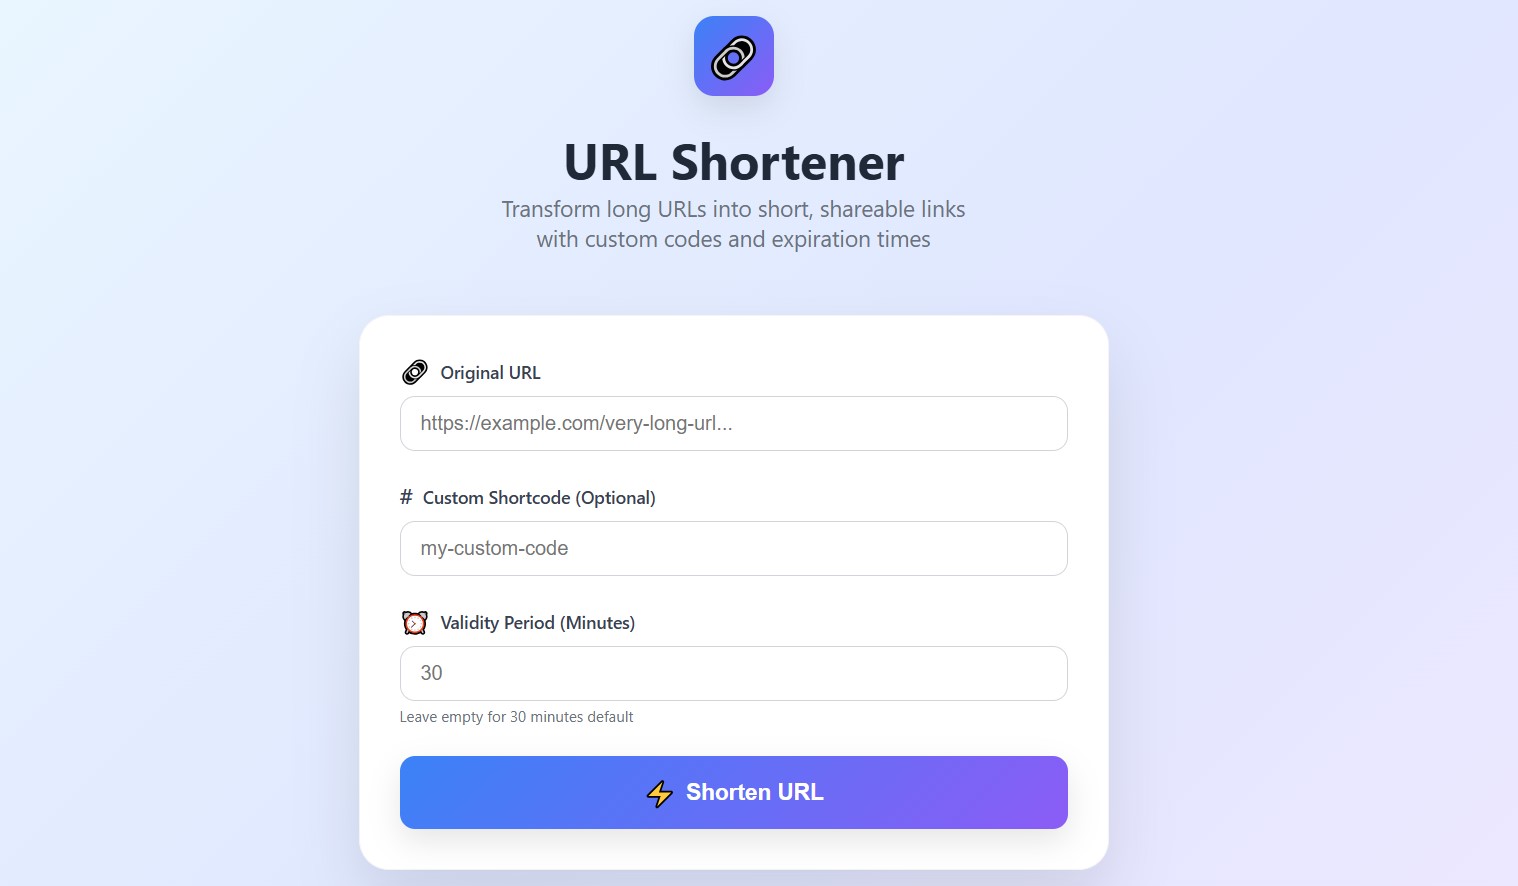 URL Shortener
Transform long URLs into short, shareable links
with custom codes and expiration times
Original URL
https://example.com/very-long-url...
# Custom Shortcode (Optional)
my-custom-code
Validity Period (Minutes)
30
Leave empty for 30 minutes default
Shorten URL